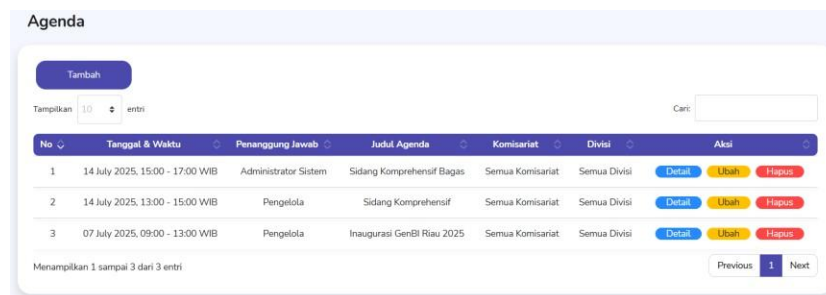 Agenda
Tambah
Tampilkan 10 entri
Cari:
No Tanggal & Waktu Penanggung Jawab Judul Agenda Komisariat Divisi Aksi
1 14 July 2025, 15:00 - 17:00 WIB Administrator Sistem Sidang Komprehensif Bagas Semua Komisariat Semua Divisi Detail Ubah Hapus
2 14 July 2025, 13:00 - 15:00 WIB Pengelola Sidang Komprehensif Semua Komisariat Semua Divisi Detail Ubah Hapus
3 07 July 2025, 09:00 - 13:00 WIB Pengelola Inaugurasi GenBI Riau 2025 Semua Komisariat Semua Divisi Detail Ubah Hapus
Menampilkan 1 sampai 3 dari 3 entri
Previous 1 Next